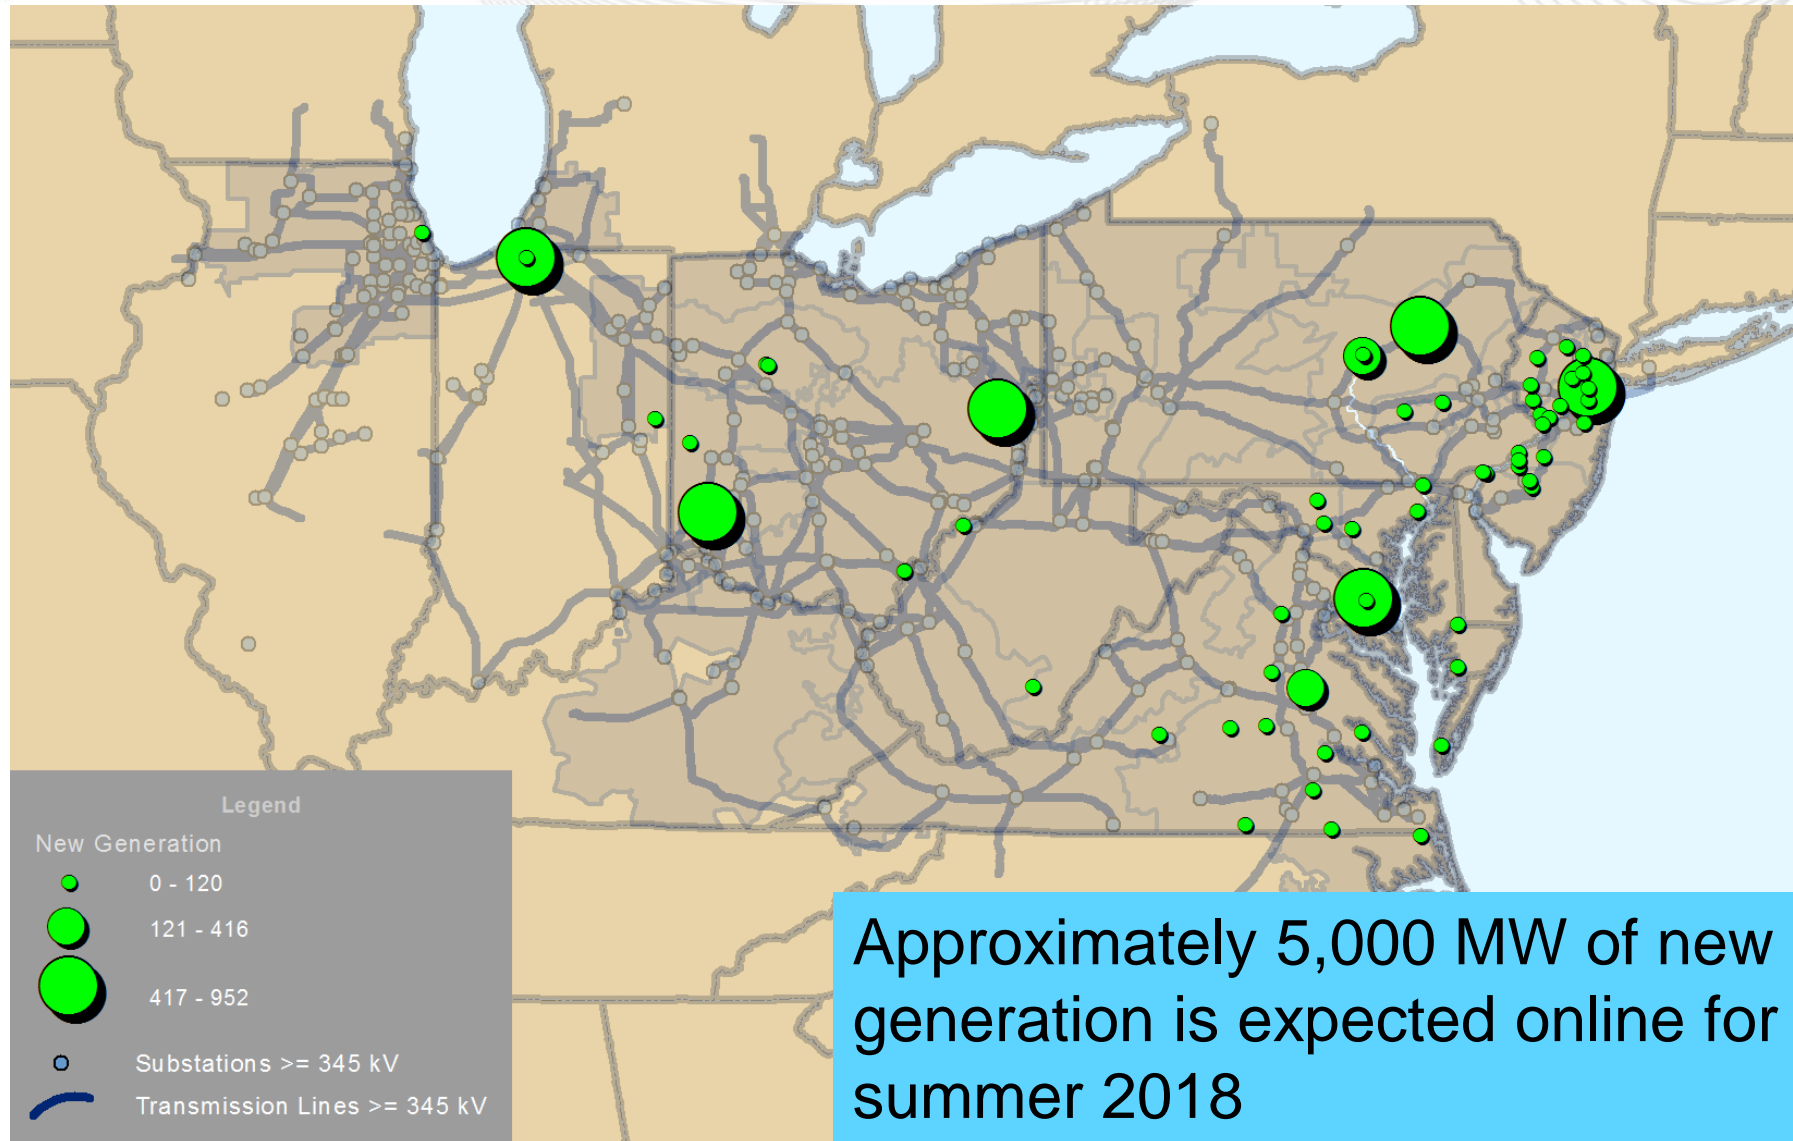 Legend
New Generation
0 - 120
121 - 416
417 - 952
Substations >= 345 kV
Transmission Lines >= 345 kV
Approximately 5,000 MW of new
generation is expected online for
summer 2018